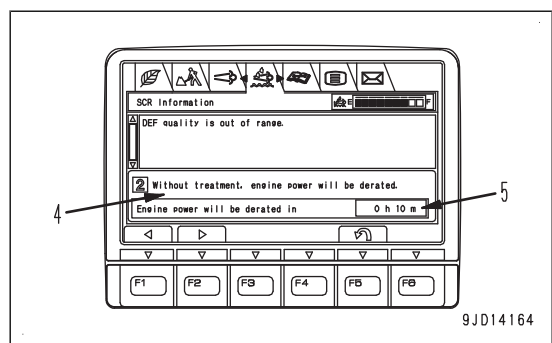 SCR Information
E F
DEF quality is out of range.
2 Without treatment, engine power will be derated.
Engine power will be derated in 0 h 10 m
4
5
F1 F2 F3 F4 F5 F6
9JD14164